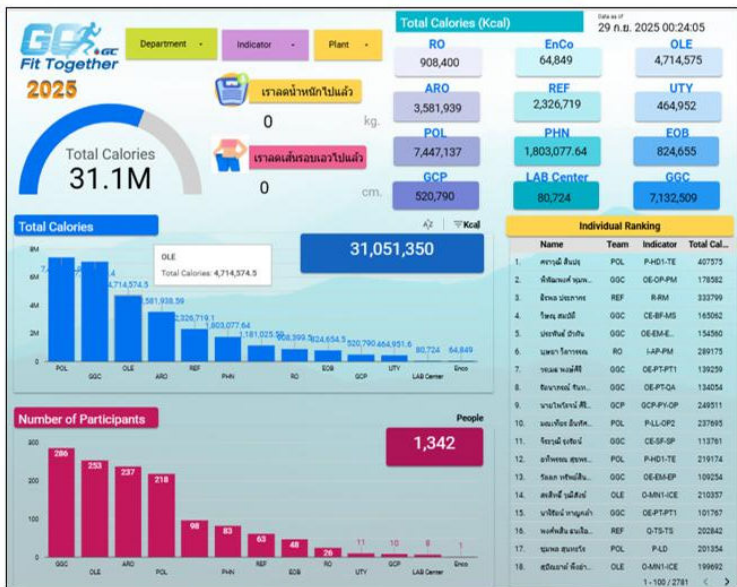 GO
GC
Fit Together
2025
Department
Indicator
Plant
Total Calories (Kcal)
Data as of
29 ก.ย. 2025 00:24:05
RO
908,400
EnCo
64,849
OLE
4,714,575
ARO
3,581,939
REF
2,326,719
UTY
464,952
POL
7,447,137
PHN
1,803,077.64
EOB
824,655
GCP
520,790
LAB Center
80,724
GGC
7,132,509
เราลดน้ำหนักไปแล้ว
0 kg.
เราลดเส้นรอบเอวไปแล้ว
0 cm.
Total Calories
31.1M
Total Calories
Kcal
31,051,350
OLE
Total Calories: 4,714,574.5
8M
6M
4M
2M
0
4,714,574.5
3,581,938.59
2,326,719.1
1,803,077.64
520,790
464,951.6
80,724
64,849
POL
GGC
OLE
ARO
REF
PHN
RO
EOB
GCP
UTY
LAB Center
Enco
Number of Participants
People
1,342
300
200
100
0
286
253
237
218
98
83
63
48
26
11
10
8
1
GGC
OLE
ARO
POL
PHN
REF
EOB
RO
UTY
GCP
LAB Center
Enco
Individual Ranking
Name Team Indicator Total Cal...
1. POL P-HD1-TE 407575
2. GGC OE-OP-PM 178582
3. REF R-RM 333799
4. GGC CE-BF-MS 165062
5. GGC OE-EM-E... 154560
6. RO I-AP-PM 289175
7. GGC OE-PT-PT1 139259
8. GGC OE-PT-QA 134054
9. GCP GCP-PY-OP 249511
10. POL P-LL-OP2 237695
11. GGC CE-SF-SP 113761
12. POL P-HD1-TE 219174
13. GGC OE-EM-EP 109254
14. OLE O-MN1-ICE 210357
15. GGC OE-PT-PT1 101767
16. REF Q-TS-TS 202842
17. POL P-LD 201354
18. OLE O-MN1-ICE 199692
1 - 100 / 2781